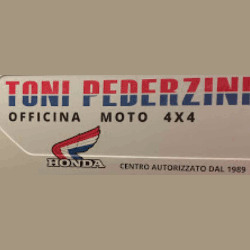 TONI PEDERZINI
OFFICINA MOTO 4X4
HONDA
CENTRO AUTORIZZATO DAL 1989